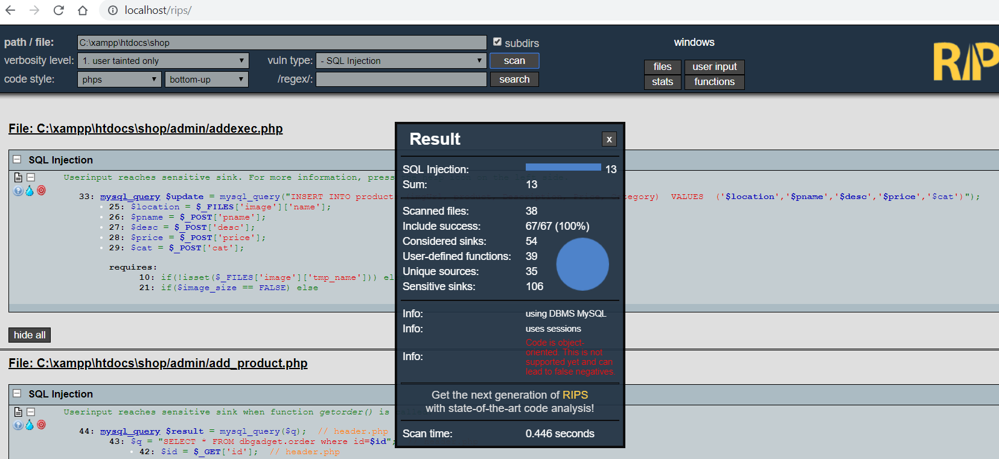 localhost/rips/
path / file: C:\xampp\htdocs\shop subdirs windows
verbosity level: 1. user tainted only vuln type: - SQL Injection scan
files user input
code style: phps bottom-up /regex/: search
stats functions
RIP
File: C:\xampp\htdocs\shop/admin/addexec.php
SQL Injection
Userinput reaches sensitive sink. For more information, press
33: mysql_query $update = mysql_query("INSERT INTO product
tegory) VALUES ('$location','$pname','$desc','$price','$cat')");
25: $location = $_FILES['image']['name'];
26: $pname = $_POST['pname'];
27: $desc = $_POST['desc'];
28: $price = $_POST['price'];
29: $cat = $_POST['cat'];
requires:
10: if(!isset($_FILES['image']['tmp_name'])) el
21: if($image_size == FALSE) else
hide all
File: C:\xampp\htdocs\shop/admin/add_product.php
SQL Injection
Userinput reaches sensitive sink when function getorder() is
44: mysql_query $result = mysql_query($q); // header.php
43: $q = "SELECT * FROM dbgadget.order where id=$id";
42: $id = $_GET['id']; // header.php
Result x
SQL Injection: 13
Sum: 13
Scanned files: 38
Include success: 67/67 (100%)
Considered sinks: 54
User-defined functions: 39
Unique sources: 35
Sensitive sinks: 106
Info: using DBMS MySQL
Info: uses sessions
Info: Code is object-
oriented. This is not
supported yet and can
lead to false negatives.
Get the next generation of RIPS
with state-of-the-art code analysis!
Scan time: 0.446 seconds